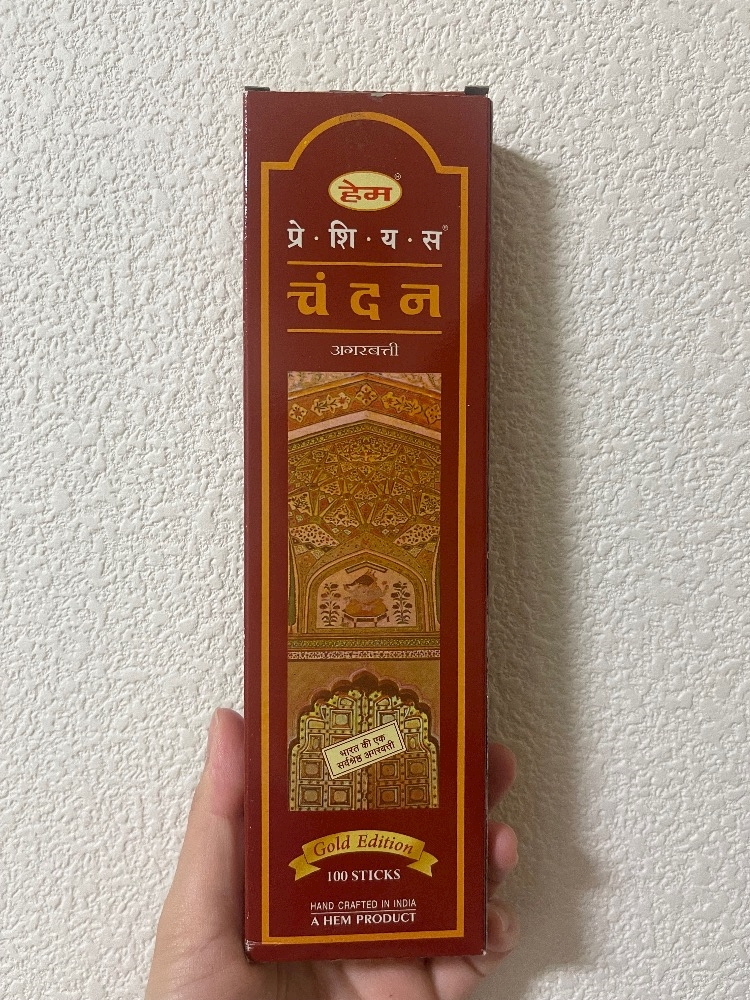 हेम®
प्रे · शि · य · स®
चंदन
अगरबत्ती
भारत की एक
सर्वश्रेष्ठ अगरबत्ती
Gold Edition
100 STICKS
HAND CRAFTED IN INDIA
A HEM PRODUCT